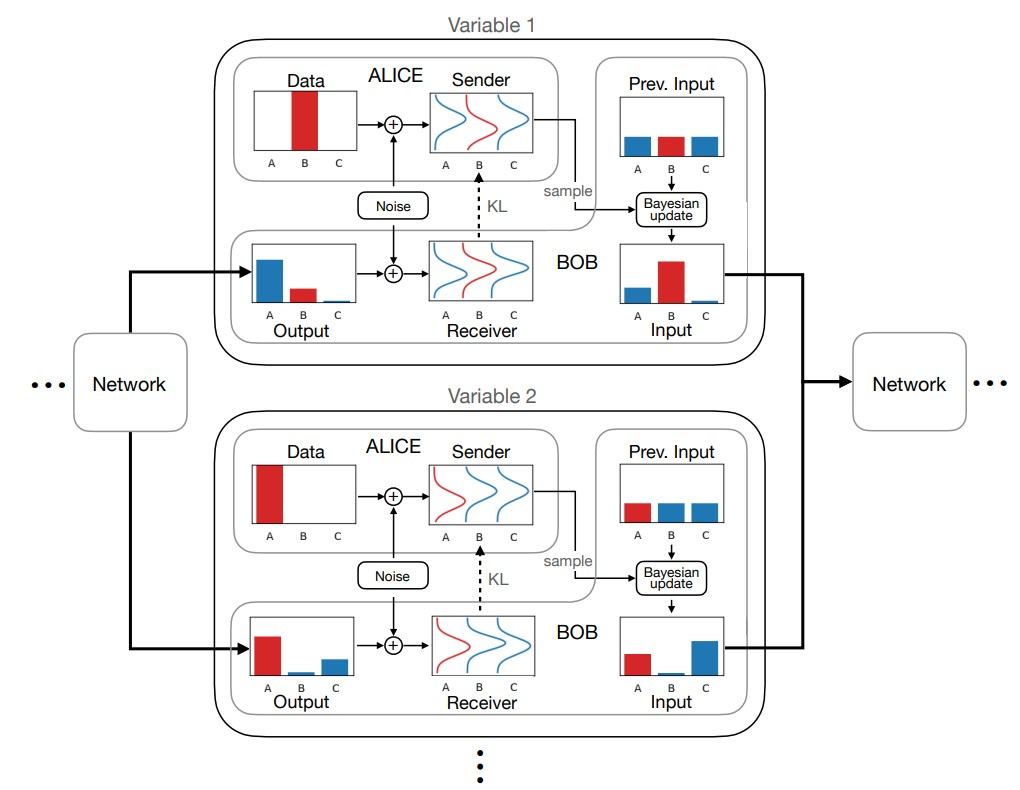 Variable 1
Data
ALICE
Sender
Prev. Input
A B C
A B C
A B C
sample
Noise
KL
Bayesian
update
BOB
A B C
A B C
A B C
Output
Receiver
Input
Network
Network
Variable 2
Data
ALICE
Sender
Prev. Input
A B C
A B C
A B C
sample
Noise
KL
Bayesian
update
BOB
A B C
A B C
A B C
Output
Receiver
Input